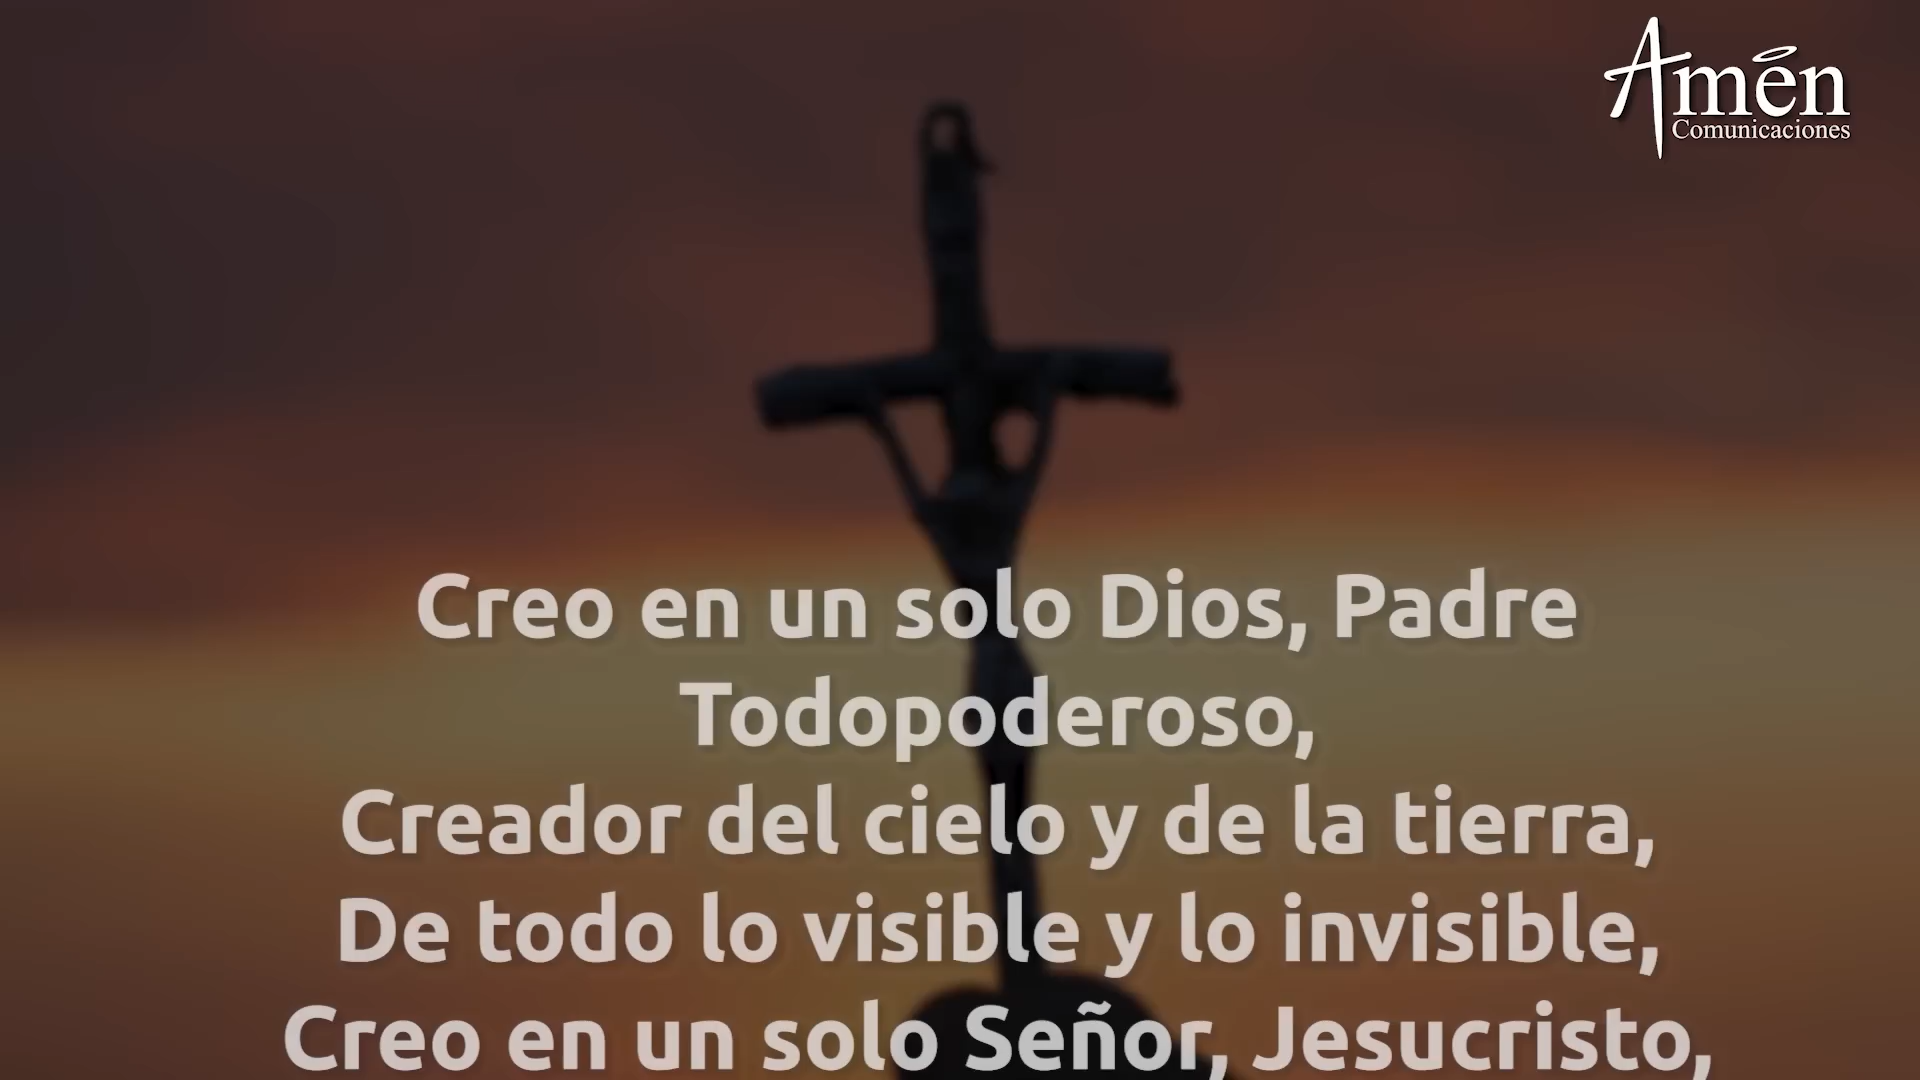 Amén
Comunicaciones
Creo en un solo Dios, Padre
Todopoderoso,
Creador del cielo y de la tierra,
De todo lo visible y lo invisible,
Creo en un solo Señor, Jesucristo,